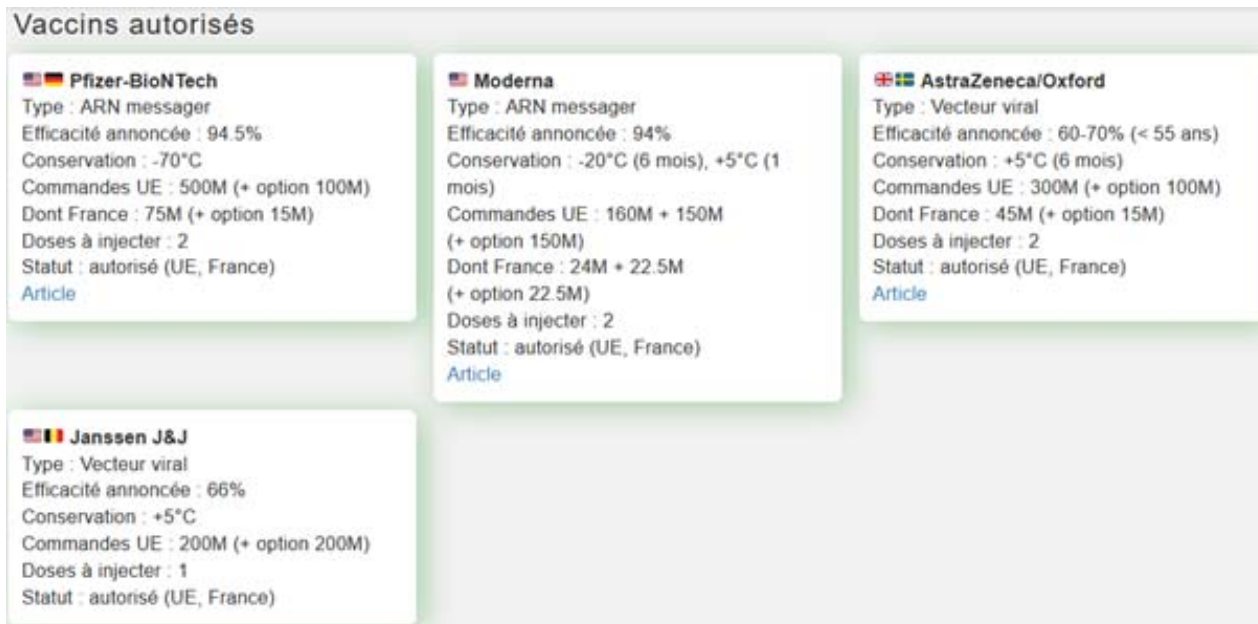 Vaccins autorisés
Pfizer-BioNTech
Type : ARN messager
Efficacité annoncée : 94.5%
Conservation : -70°C
Commandes UE : 500M (+ option 100M)
Dont France : 75M (+ option 15M)
Doses à injecter : 2
Statut : autorisé (UE, France)
Article
Moderna
Type : ARN messager
Efficacité annoncée : 94%
Conservation : -20°C (6 mois), +5°C (1
mois)
Commandes UE : 160M + 150M
(+ option 150M)
Dont France : 24M + 22.5M
(+ option 22.5M)
Doses à injecter : 2
Statut : autorisé (UE, France)
Article
AstraZeneca/Oxford
Type : Vecteur viral
Efficacité annoncée : 60-70% (< 55 ans)
Conservation : +5°C (6 mois)
Commandes UE : 300M (+ option 100M)
Dont France : 45M (+ option 15M)
Doses à injecter : 2
Statut : autorisé (UE, France)
Article
Janssen J&J
Type : Vecteur viral
Efficacité annoncée : 66%
Conservation : +5°C
Commandes UE : 200M (+ option 200M)
Doses à injecter : 1
Statut : autorisé (UE, France)